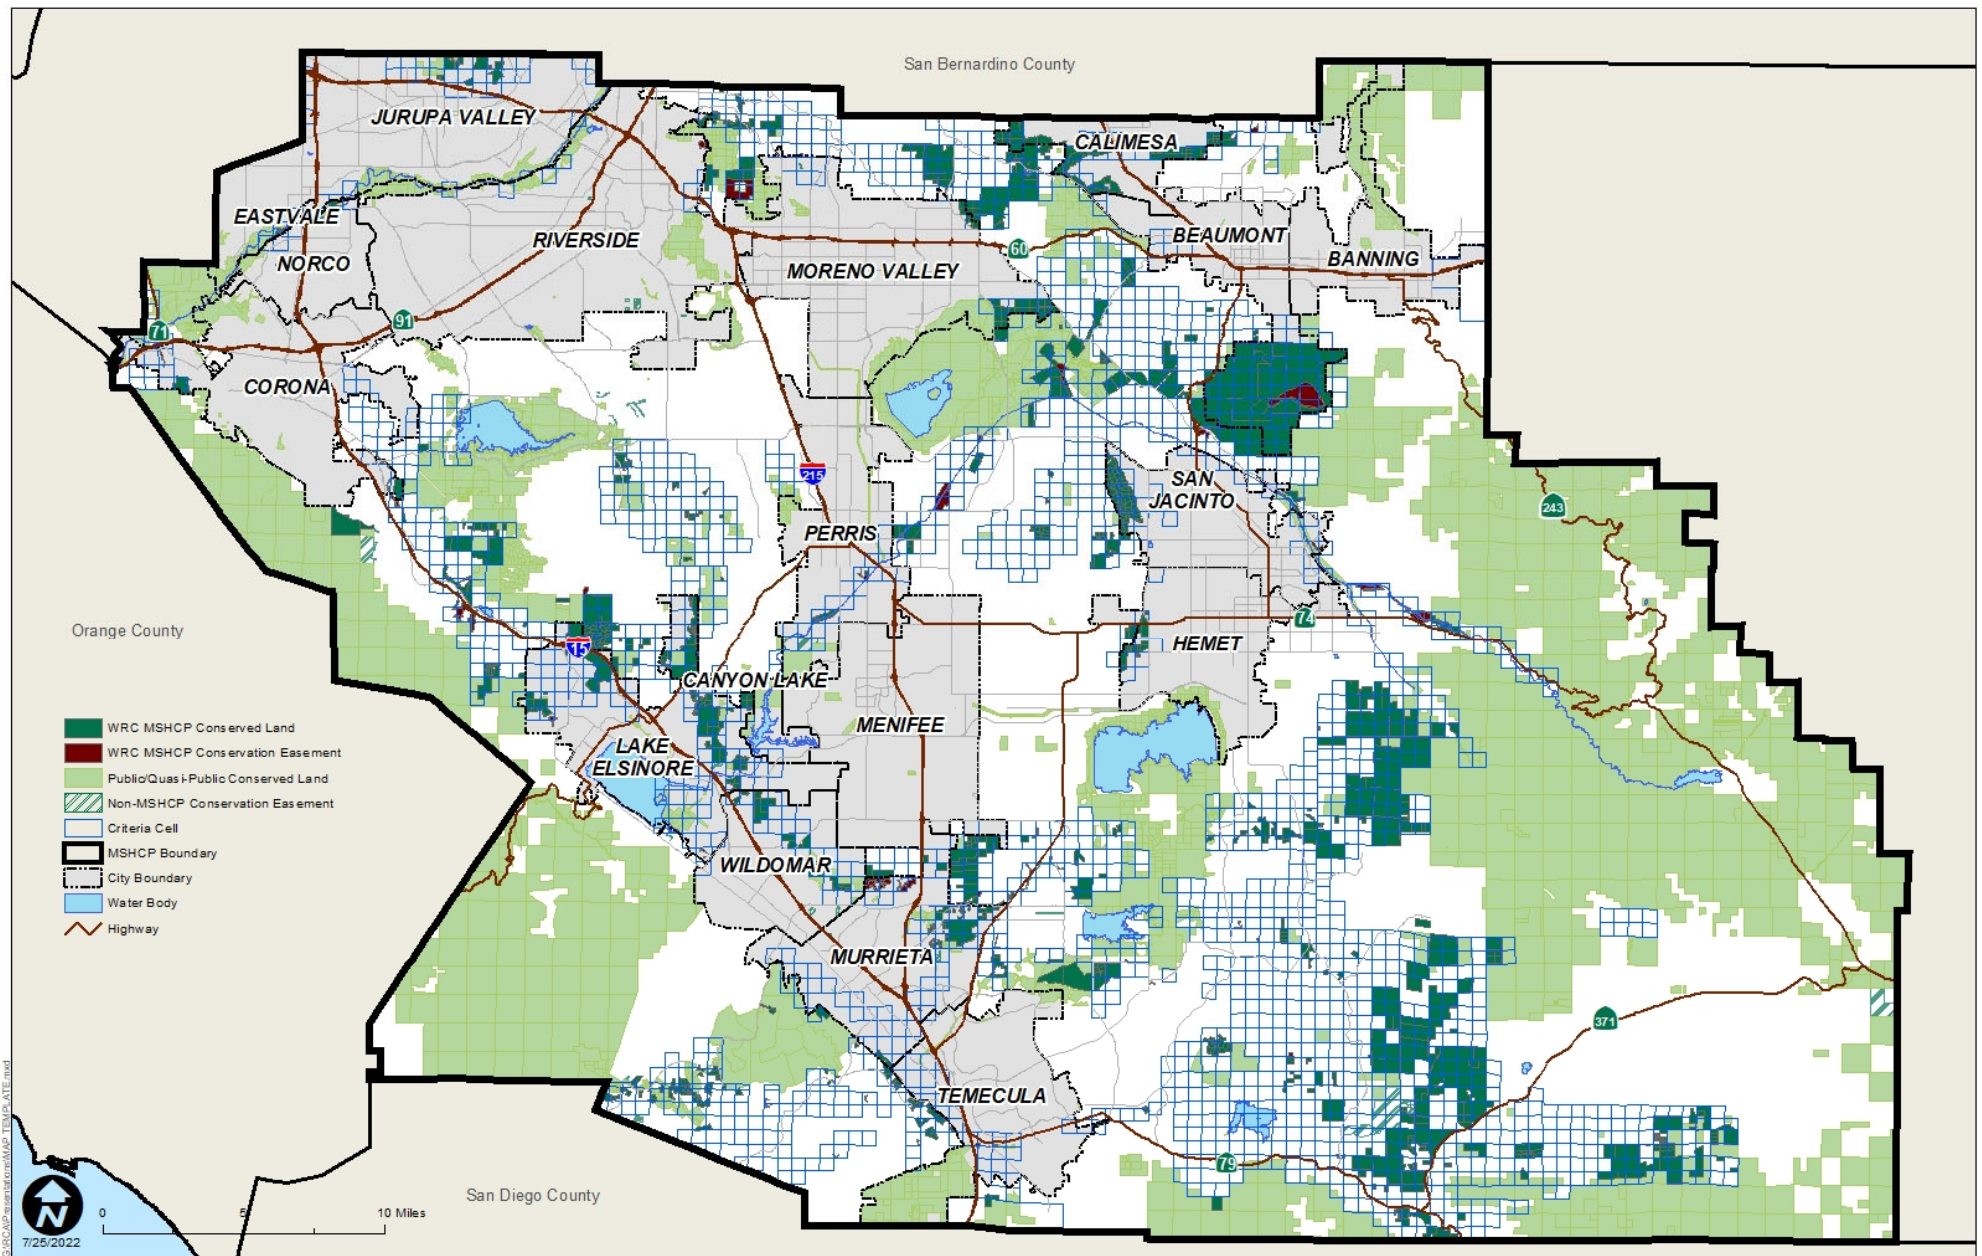 San Bernardino County
JURUPA VALLEY
CALIMESA
EASTVALE
RIVERSIDE
BEAUMONT
NORCO
60
BANNING
MORENO VALLEY
71
91
CORONA
215
SAN
JACINTO
243
PERRIS
Orange County
74
15
HEMET
CANYON LAKE
MENIFEE
LAKE
ELSINORE
WRC MSHCP Conserved Land
WRC MSHCP Conservation Easement
Public/Quasi-Public Conserved Land
Non-MSHCP Conservation Easement
Criteria Cell
MSHCP Boundary
City Boundary
Water Body
Highway
WILDOMAR
MURRIETA
371
TEMECULA
79
San Diego County
N
0 5 10 Miles
7/25/2022